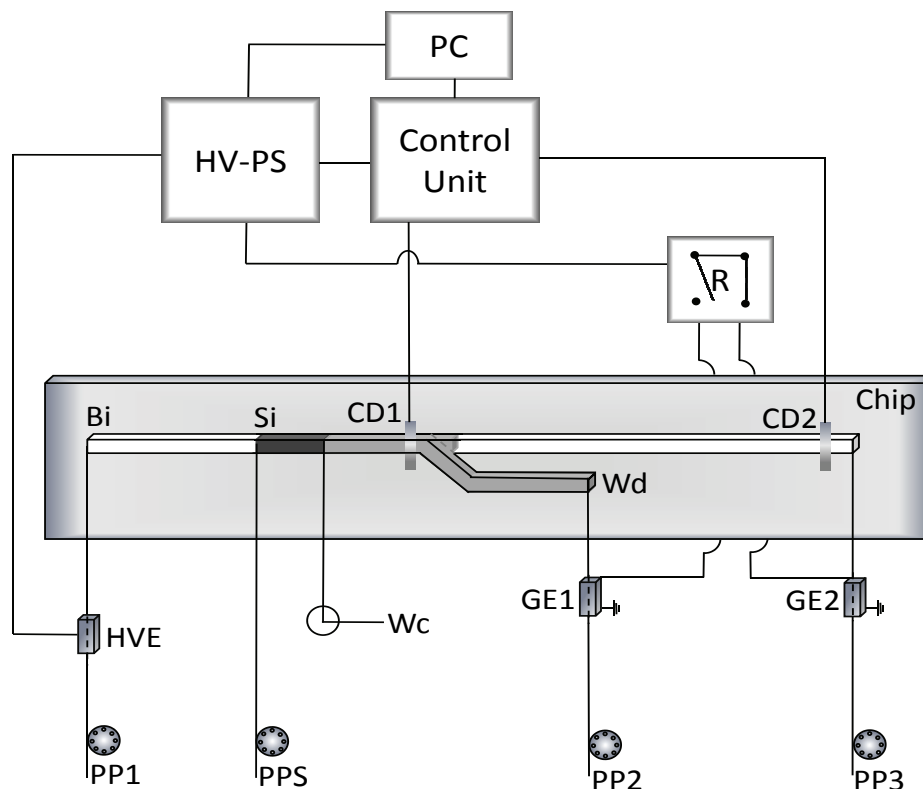 PC
HV-PS
Control
Unit
R
Chip
Bi
Si
CD1
CD2
Wd
GE1
GE2
HVE
Wc
PP1
PPS
PP2
PP3